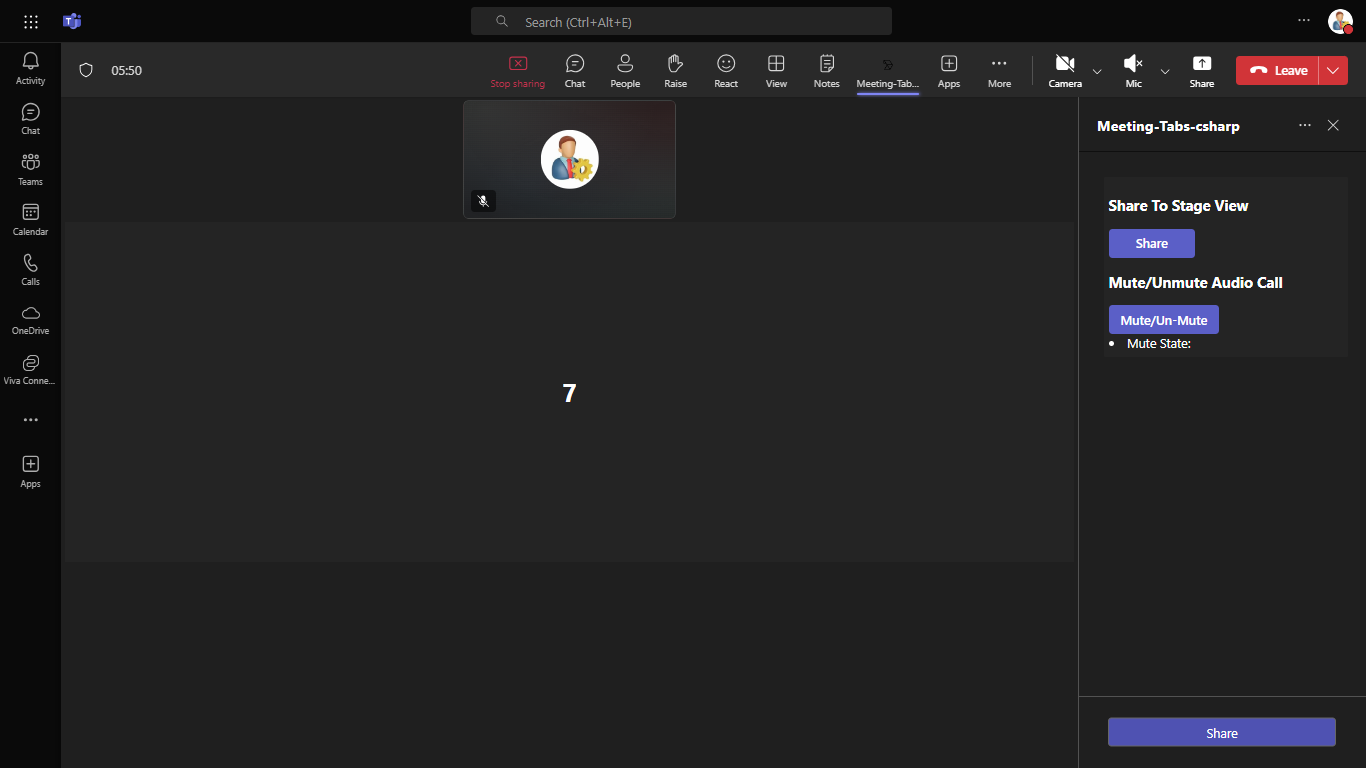 Search (Ctrl+Alt+E)
Activity
Chat
Teams
Calendar
Calls
OneDrive
Viva Conne...
Apps
05:50
Stop sharing
Chat
People
Raise
React
View
Notes
Meeting-Tab...
Apps
More
Camera
Mic
Share
Leave
7
Meeting-Tabs-csharp
Share To Stage View
Share
Mute/Unmute Audio Call
Mute/Un-Mute
• Mute State:
Share